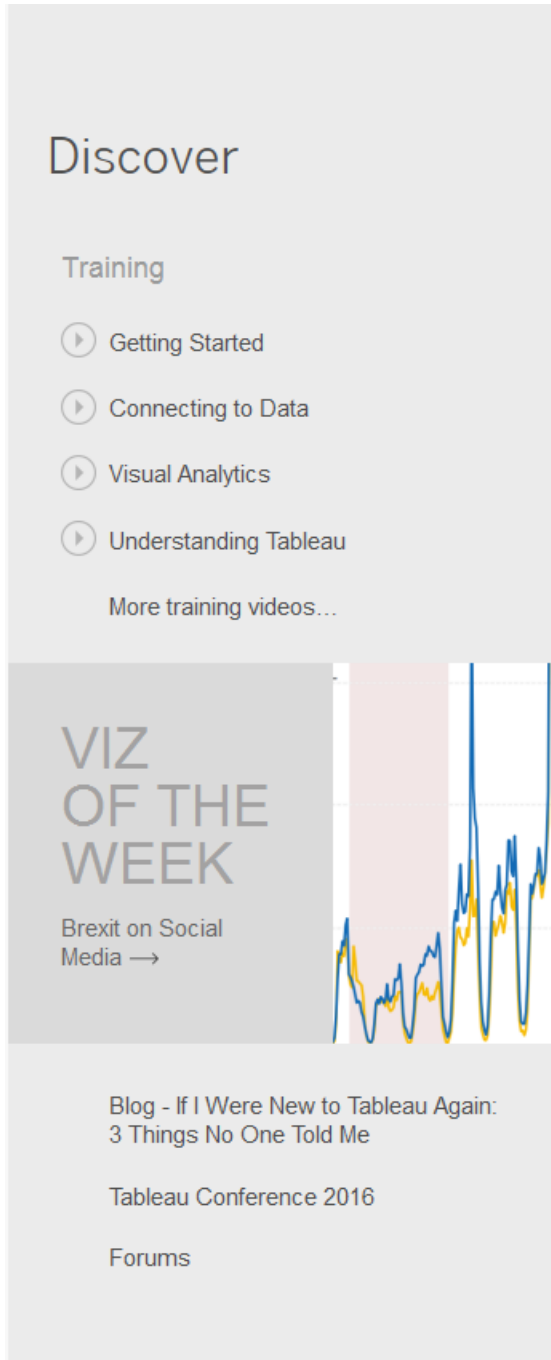 Discover
Training
Getting Started
Connecting to Data
Visual Analytics
Understanding Tableau
More training videos…
VIZ
OF THE
WEEK
Brexit on Social
Media →
Blog - If I Were New to Tableau Again:
3 Things No One Told Me
Tableau Conference 2016
Forums